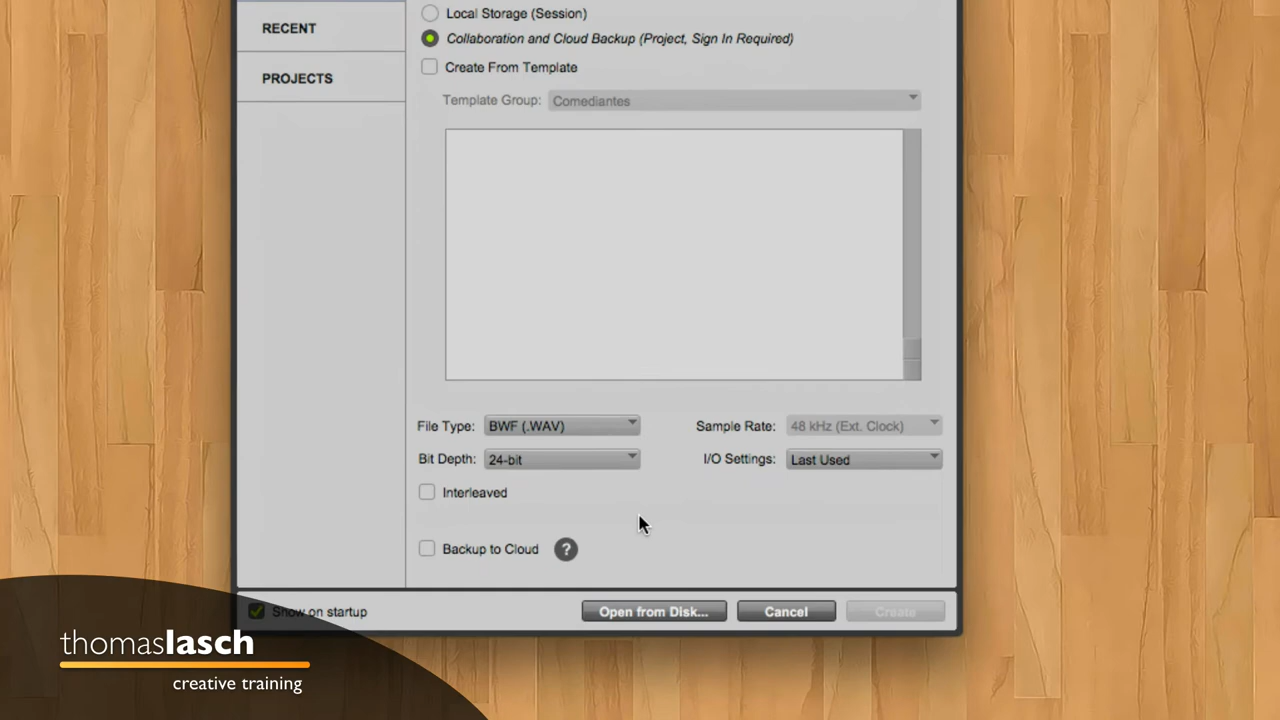 RECENT
PROJECTS
Local Storage (Session)
Collaboration and Cloud Backup (Project, Sign In Required)
Create From Template
Template Group: Comediantes
File Type: BWF (.WAV)
Sample Rate: 48 kHz (Ext. Clock)
Bit Depth: 24-bit
I/O Settings: Last Used
Interleaved
Backup to Cloud ?
Show on startup
Open from Disk...
Cancel
Create
thomaslasch
creative training